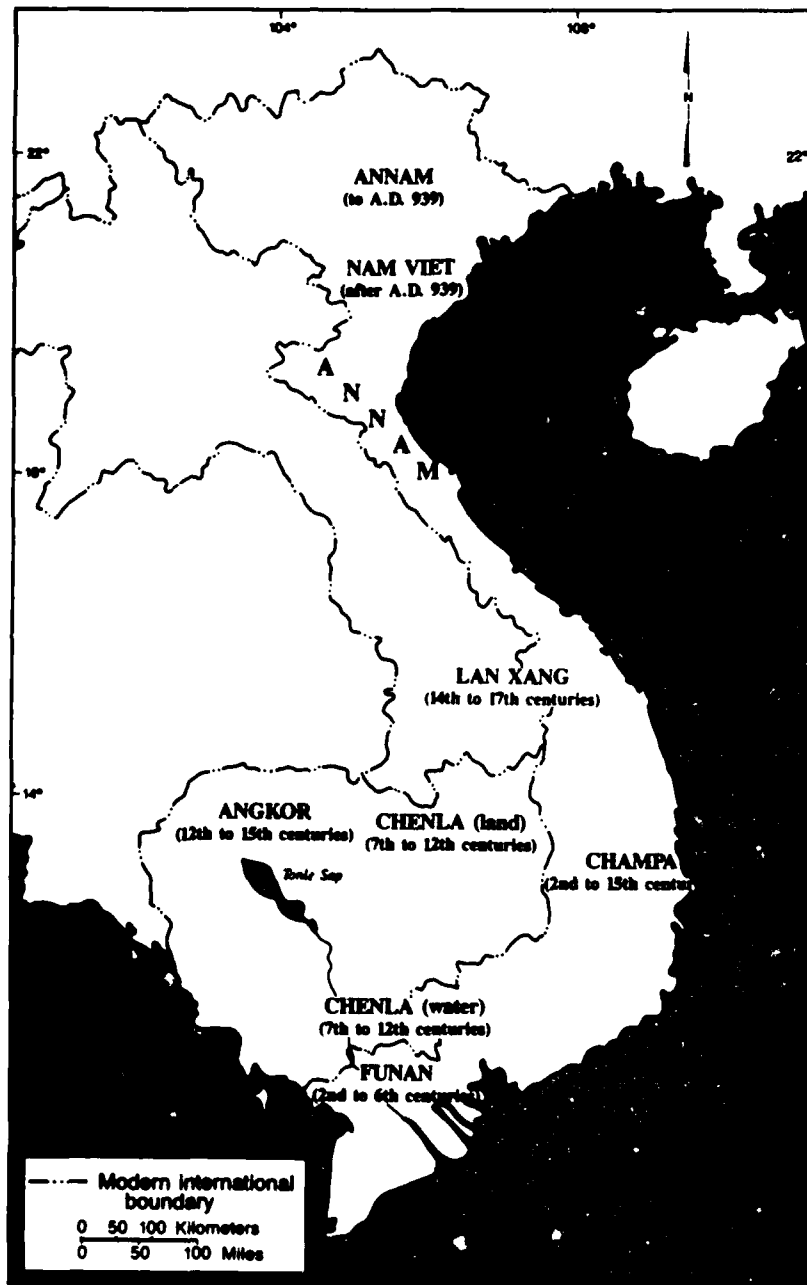 104°
108°
N
22°
22°
ANNAM
(to A.D. 939)
NAM VIET
(after A.D. 939)
A
N
N
A
M
18°
LAN XANG
(14th to 17th centuries)
14°
ANGKOR
(12th to 15th centuries)
CHENLA (land)
(7th to 12th centuries)
Tonle Sap
CHAMPA
(2nd to 15th centur
CHENLA (water)
(7th to 12th centuries)
FUNAN
(2nd to 6th centuries)
Modern international
boundary
0 50 100 Kilometers
0 50 100 Miles